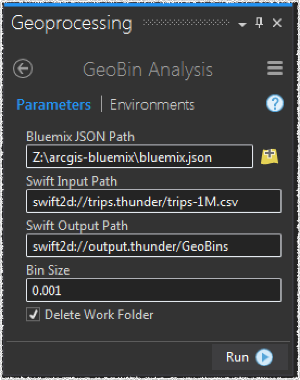 Geoprocessing
GeoBin Analysis
Parameters | Environments
?
Bluemix JSON Path
Z:\arcgis-bluemix\bluemix.json
Swift Input Path
swift2d://trips.thunder/trips-1M.csv
Swift Output Path
swift2d://output.thunder/GeoBins
Bin Size
0.001
Delete Work Folder
Run